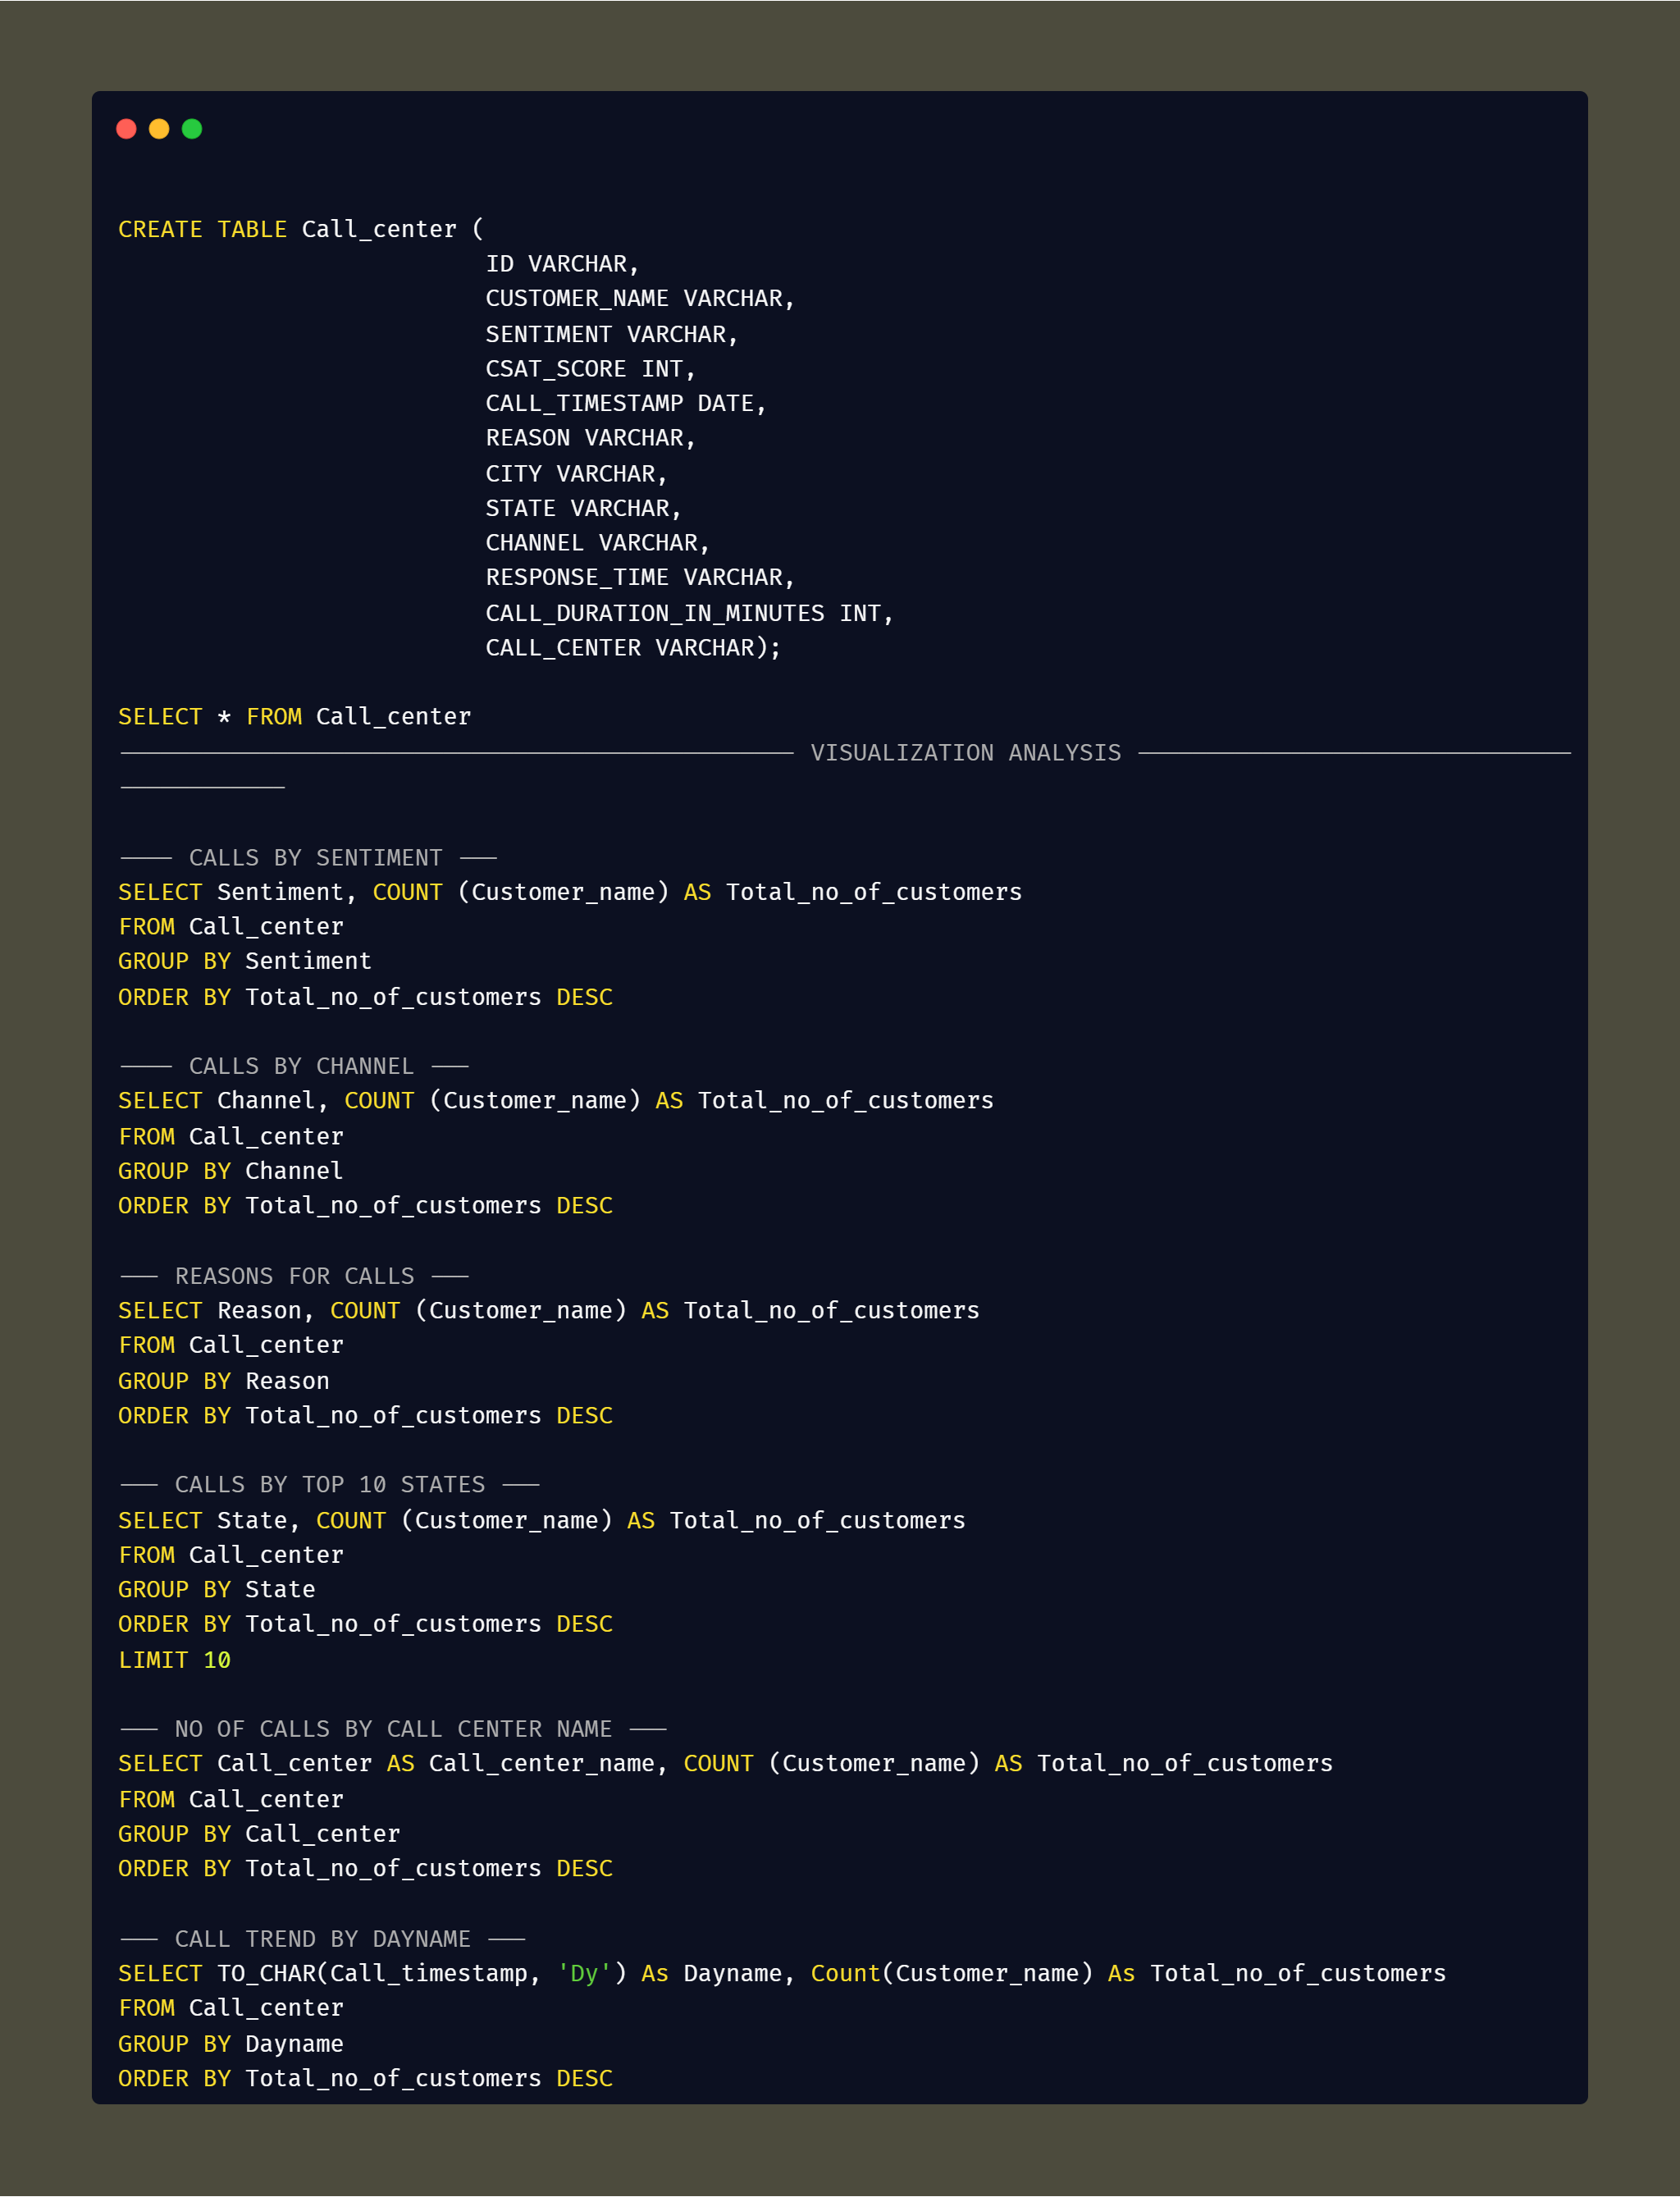 CREATE TABLE Call_center (
ID VARCHAR,
CUSTOMER_NAME VARCHAR,
SENTIMENT VARCHAR,
CSAT_SCORE INT,
CALL_TIMESTAMP DATE,
REASON VARCHAR,
CITY VARCHAR,
STATE VARCHAR,
CHANNEL VARCHAR,
RESPONSE_TIME VARCHAR,
CALL_DURATION_IN_MINUTES INT,
CALL_CENTER VARCHAR);
SELECT * FROM Call_center
------------------------------------------------ VISUALIZATION ANALYSIS -------------------------------
------------
---- CALLS BY SENTIMENT ---
SELECT Sentiment, COUNT (Customer_name) AS Total_no_of_customers
FROM Call_center
GROUP BY Sentiment
ORDER BY Total_no_of_customers DESC
---- CALLS BY CHANNEL ---
SELECT Channel, COUNT (Customer_name) AS Total_no_of_customers
FROM Call_center
GROUP BY Channel
ORDER BY Total_no_of_customers DESC
--- REASONS FOR CALLS ---
SELECT Reason, COUNT (Customer_name) AS Total_no_of_customers
FROM Call_center
GROUP BY Reason
ORDER BY Total_no_of_customers DESC
--- CALLS BY TOP 10 STATES ---
SELECT State, COUNT (Customer_name) AS Total_no_of_customers
FROM Call_center
GROUP BY State
ORDER BY Total_no_of_customers DESC
LIMIT 10
--- NO OF CALLS BY CALL CENTER NAME ---
SELECT Call_center AS Call_center_name, COUNT (Customer_name) AS Total_no_of_customers
FROM Call_center
GROUP BY Call_center
ORDER BY Total_no_of_customers DESC
--- CALL TREND BY DAYNAME ---
SELECT TO_CHAR(Call_timestamp, 'Dy') As Dayname, Count(Customer_name) As Total_no_of_customers
FROM Call_center
GROUP BY Dayname
ORDER BY Total_no_of_customers DESC